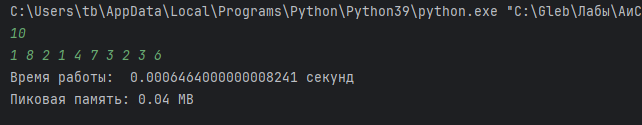 C:\Users\tb\AppData\Local\Programs\Python\Python39\python.exe "C:\Gleb\Лабы\АиС
10
1 8 2 1 4 7 3 2 3 6
Время работы:  0.0006464000000008241 секунд
Пиковая память: 0.04 MB